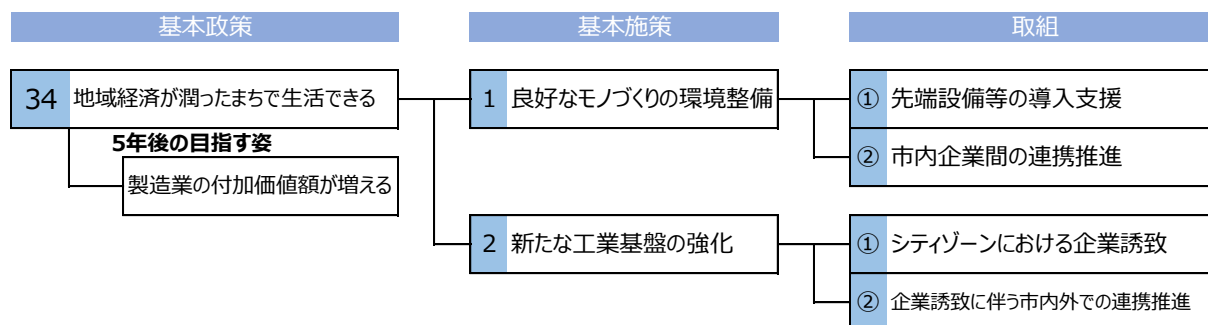 基本政策
基本施策
取組
34 地域経済が潤ったまちで生活できる
5年後の目指す姿
製造業の付加価値額が増える
1 良好なモノづくりの環境整備
① 先端設備等の導入支援
② 市内企業間の連携推進
2 新たな工業基盤の強化
① シティゾーンにおける企業誘致
② 企業誘致に伴う市内外での連携推進